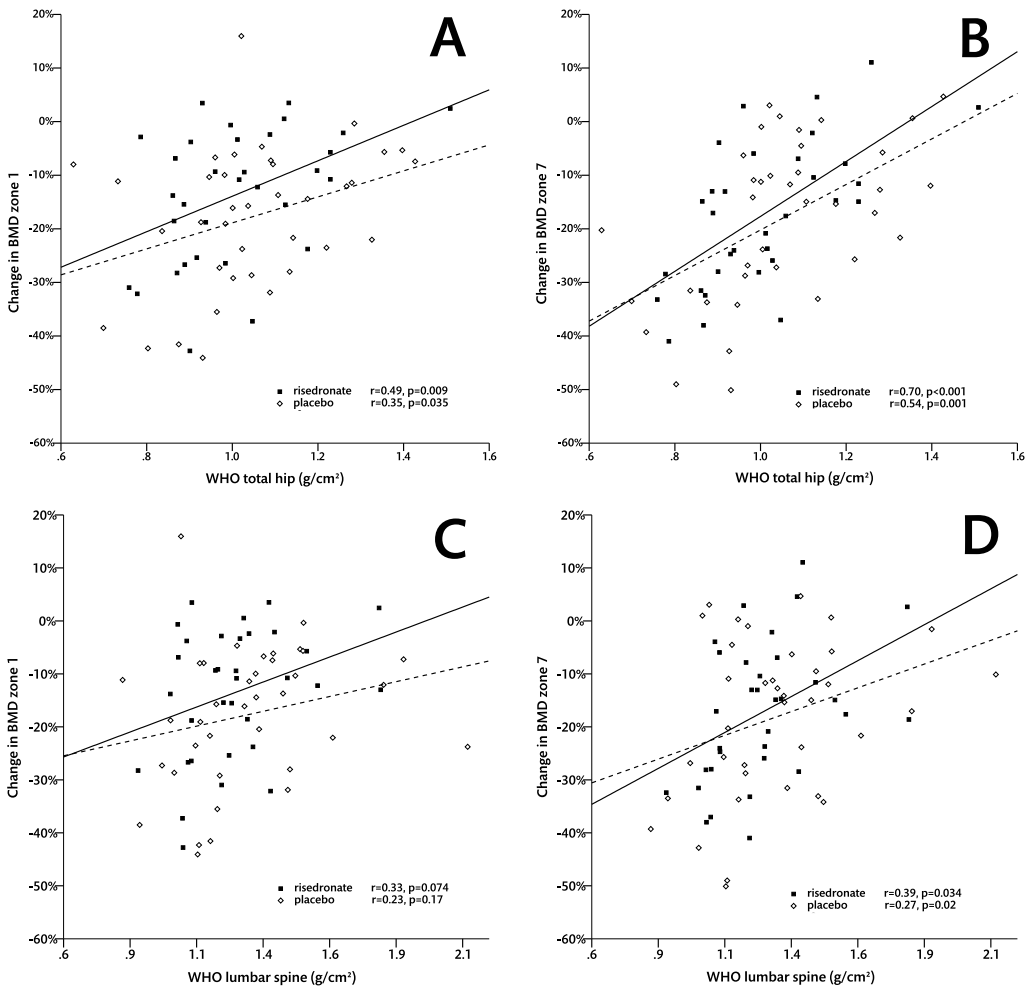 A
20%
10%
0%
-10%
-20%
-30%
-40%
-50%
-60%
Change in BMD zone 1
risedronate r=0.49, p=0.009
placebo r=0.35, p=0.035
.6 .8 1.0 1.2 1.4 1.6
WHO total hip (g/cm²)
B
20%
10%
0%
-10%
-20%
-30%
-40%
-50%
-60%
Change in BMD zone 7
risedronate r=0.70, p<0.001
placebo r=0.54, p=0.001
.6 .8 1.0 1.2 1.4 1.6
WHO total hip (g/cm²)
C
20%
10%
0%
-10%
-20%
-30%
-40%
-50%
-60%
Change in BMD zone 1
risedronate r=0.33, p=0.074
placebo r=0.23, p=0.17
.6 .6 1.1 1.4 1.9 2.1
WHO lumbar spine (g/cm²)
D
20%
10%
0%
-10%
-20%
-30%
-40%
-50%
-60%
Change in BMD zone 7
risedronate r=0.39, p=0.034
placebo r=0.27, p=0.02
.6 .9 1.1 1.4 1.9 2.1
WHO lumbar spine (g/cm²)